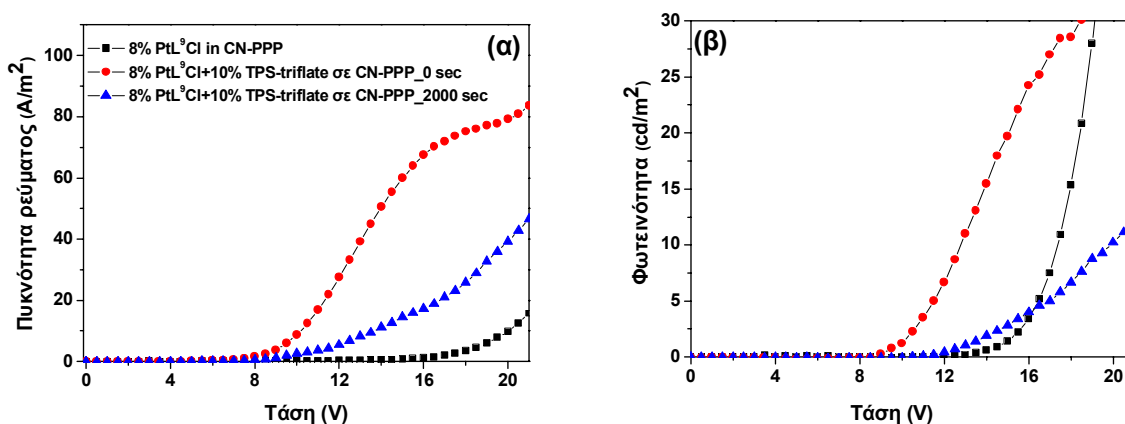 (α)
8% PtL⁹Cl in CN-PPP
8% PtL⁹Cl+10% TPS-triflate σε CN-PPP_0 sec
8% PtL⁹Cl+10% TPS-triflate σε CN-PPP_2000 sec
Πυκνότητα ρεύματος (A/m²)
100
80
60
40
20
0
0 4 8 12 16 20
Τάση (V)
(β)
Φωτεινότητα (cd/m²)
30
25
20
15
10
5
0
0 4 8 12 16 20
Τάση (V)